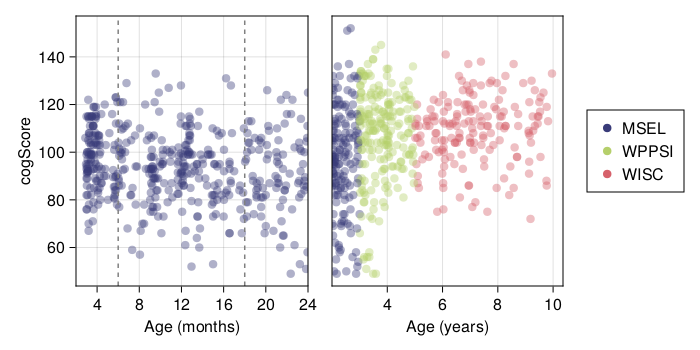 cogScore
140
120
100
80
60
4 8 12 16 20 24
Age (months)
4 6 8 10
Age (years)
MSEL
WPPSI
WISC